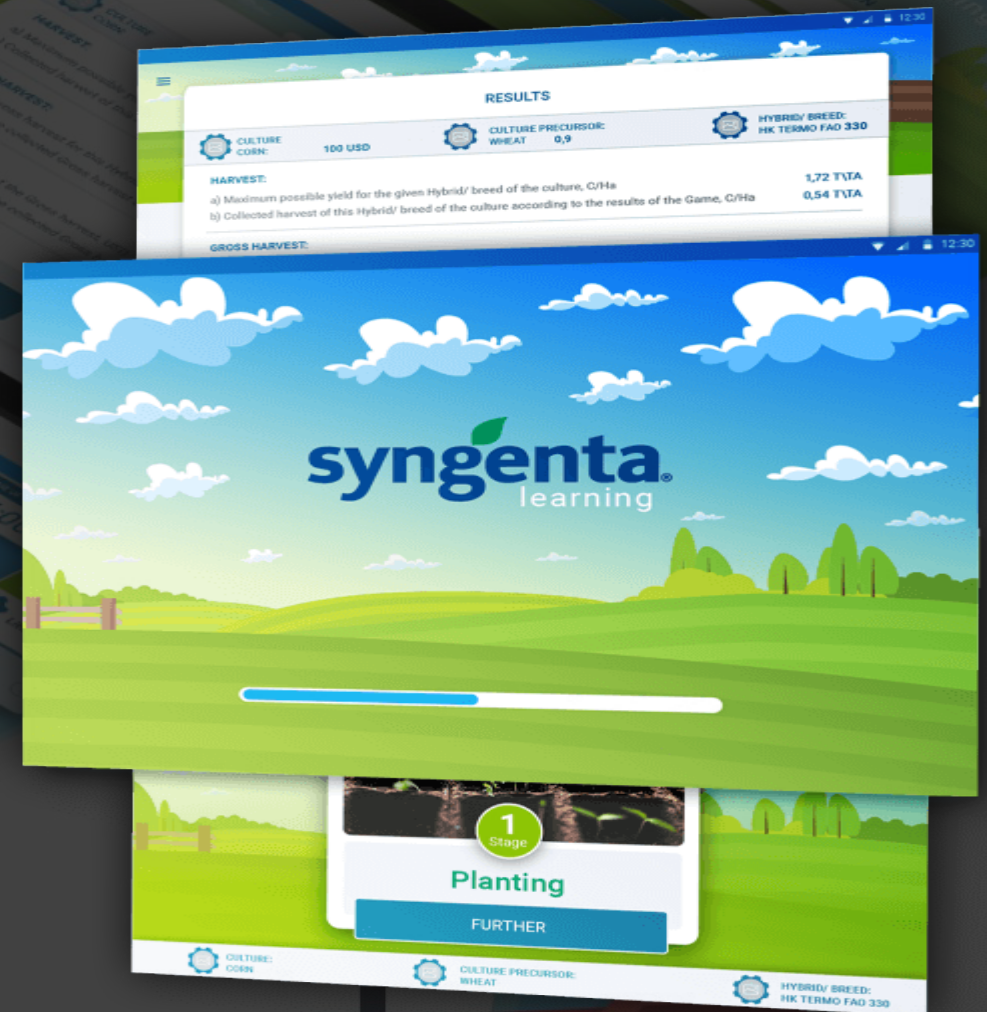 CULTURE
CORN:
HARVEST:
12:30
RESULTS
CULTURE
CORN:
100 USD
CULTURE PRECURSOR:
WHEAT 0,9
HYBRID/ BREED:
HK TERMO FAO 330
HARVEST:
a) Maximum possible yield for the given Hybrid/ breed of the culture, C/Ha 1,72 T\TA
b) Collected harvest of this Hybrid/ breed of the culture according to the results of the Game, C/Ha 0,54 T\TA
GROSS HARVEST:
12:30
syngenta®
learning
1
Stage
Planting
FURTHER
CULTURE:
CORN
CULTURE PRECURSOR:
WHEAT
HYBRID/ BREED:
HK TERMO FAO 330